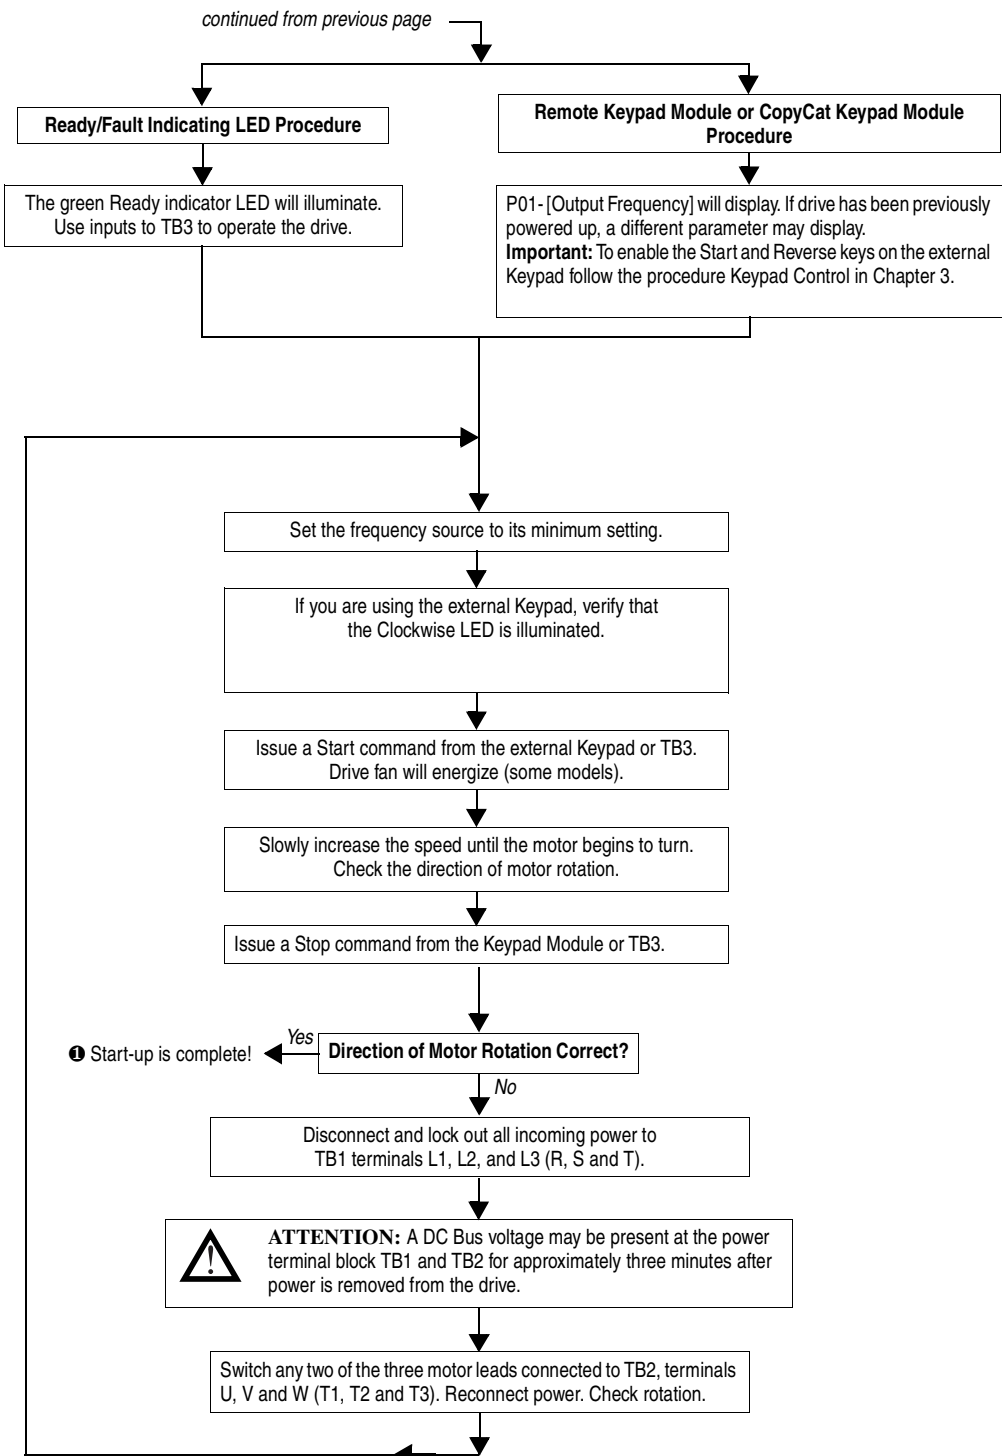 continued from previous page
Ready/Fault Indicating LED Procedure
The green Ready indicator LED will illuminate.
Use inputs to TB3 to operate the drive.
Remote Keypad Module or CopyCat Keypad Module
Procedure
P01- [Output Frequency] will display. If drive has been previously
powered up, a different parameter may display.
Important: To enable the Start and Reverse keys on the external
Keypad follow the procedure Keypad Control in Chapter 3.
Set the frequency source to its minimum setting.
If you are using the external Keypad, verify that
the Clockwise LED is illuminated.
Issue a Start command from the external Keypad or TB3.
Drive fan will energize (some models).
Slowly increase the speed until the motor begins to turn.
Check the direction of motor rotation.
Issue a Stop command from the Keypad Module or TB3.
Direction of Motor Rotation Correct?
Yes
❶ Start-up is complete!
No
Disconnect and lock out all incoming power to
TB1 terminals L1, L2, and L3 (R, S and T).
ATTENTION: A DC Bus voltage may be present at the power
terminal block TB1 and TB2 for approximately three minutes after
power is removed from the drive.
Switch any two of the three motor leads connected to TB2, terminals
U, V and W (T1, T2 and T3). Reconnect power. Check rotation.